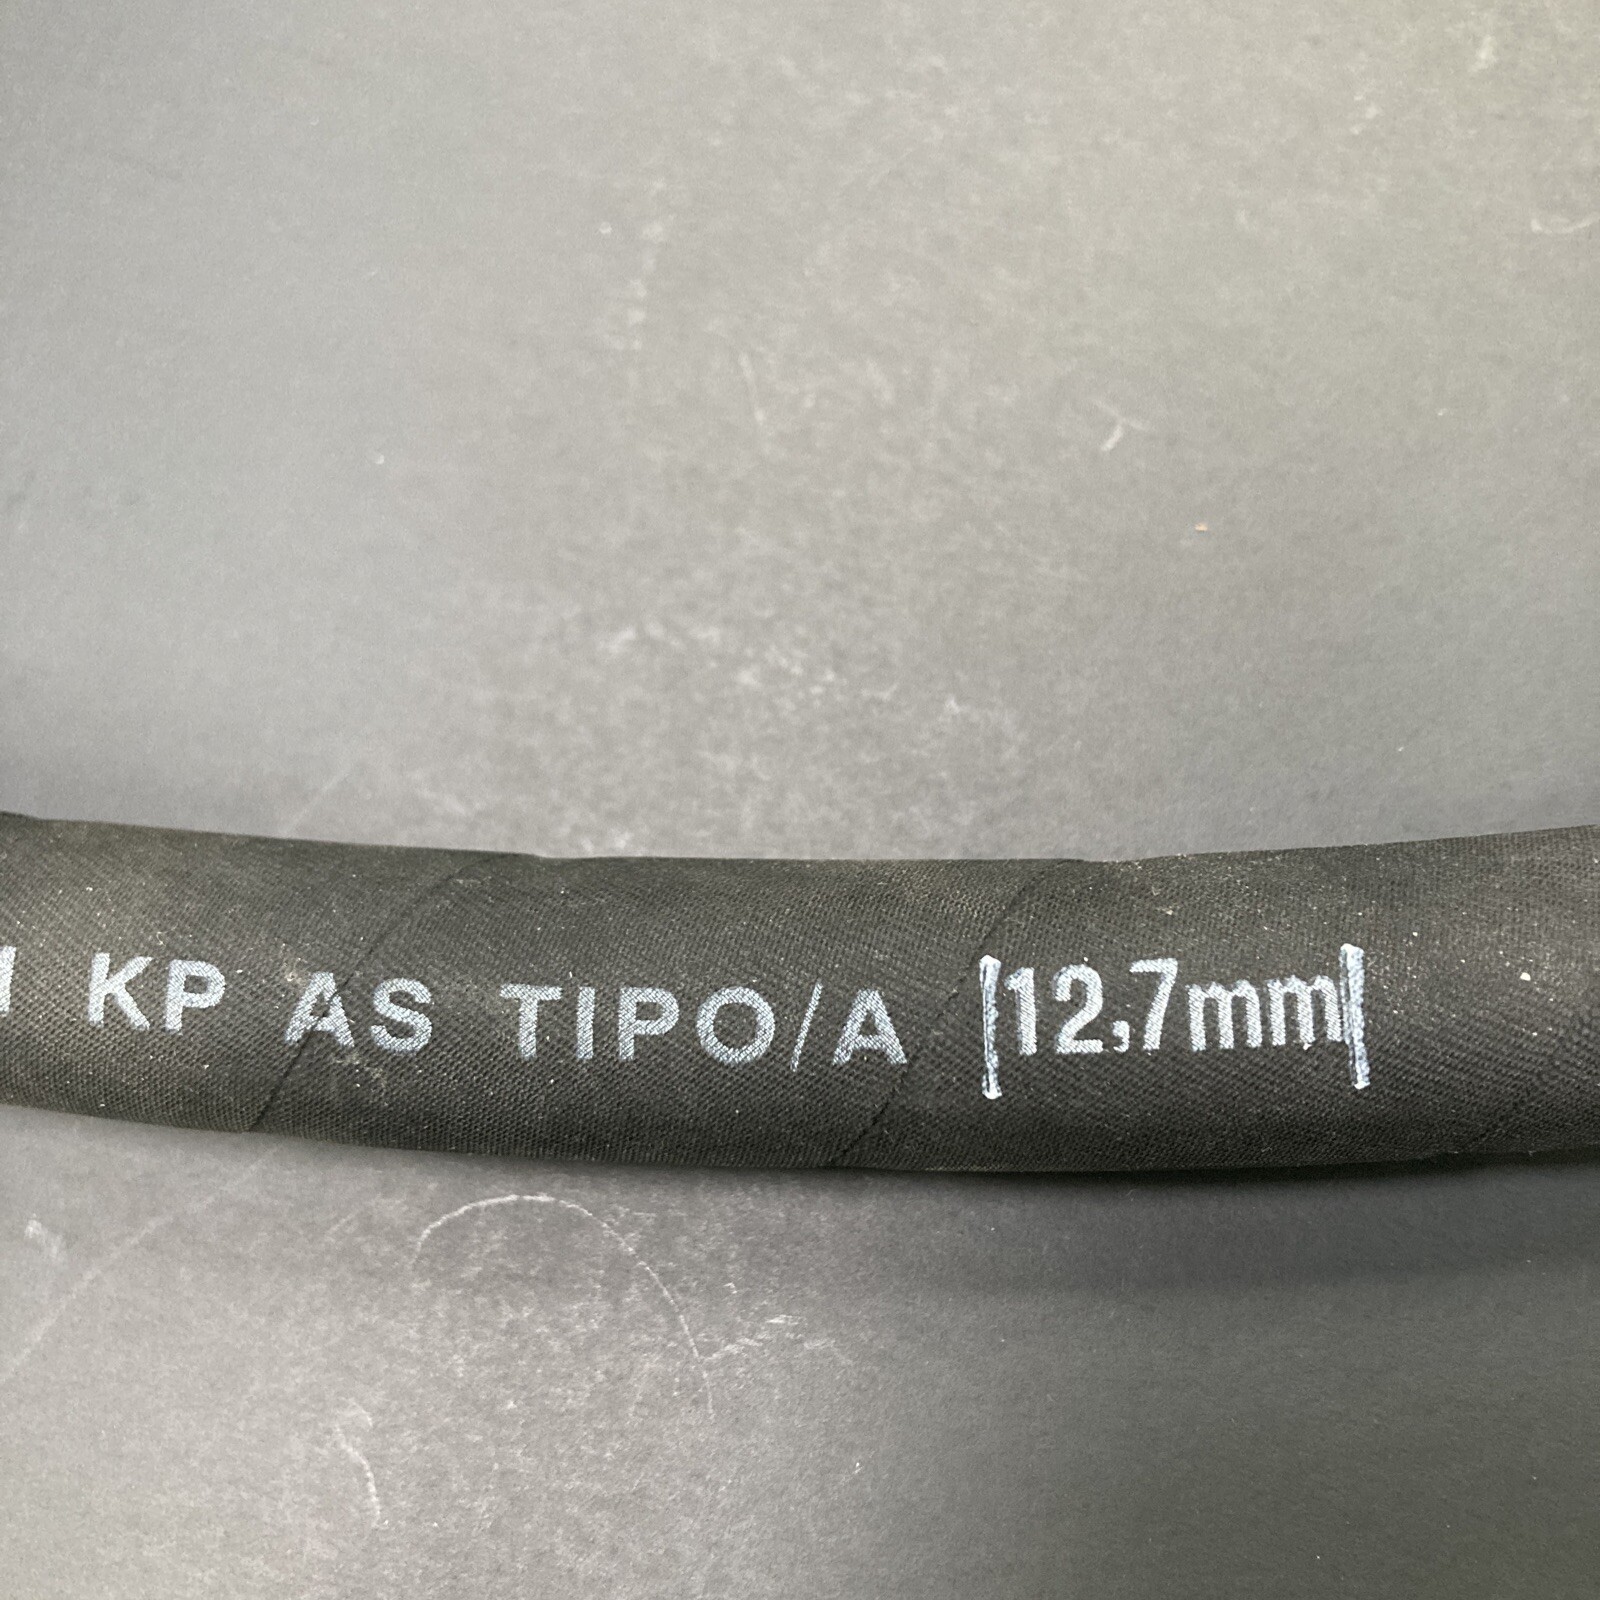 KP AS TIPO/A |12,7mm|